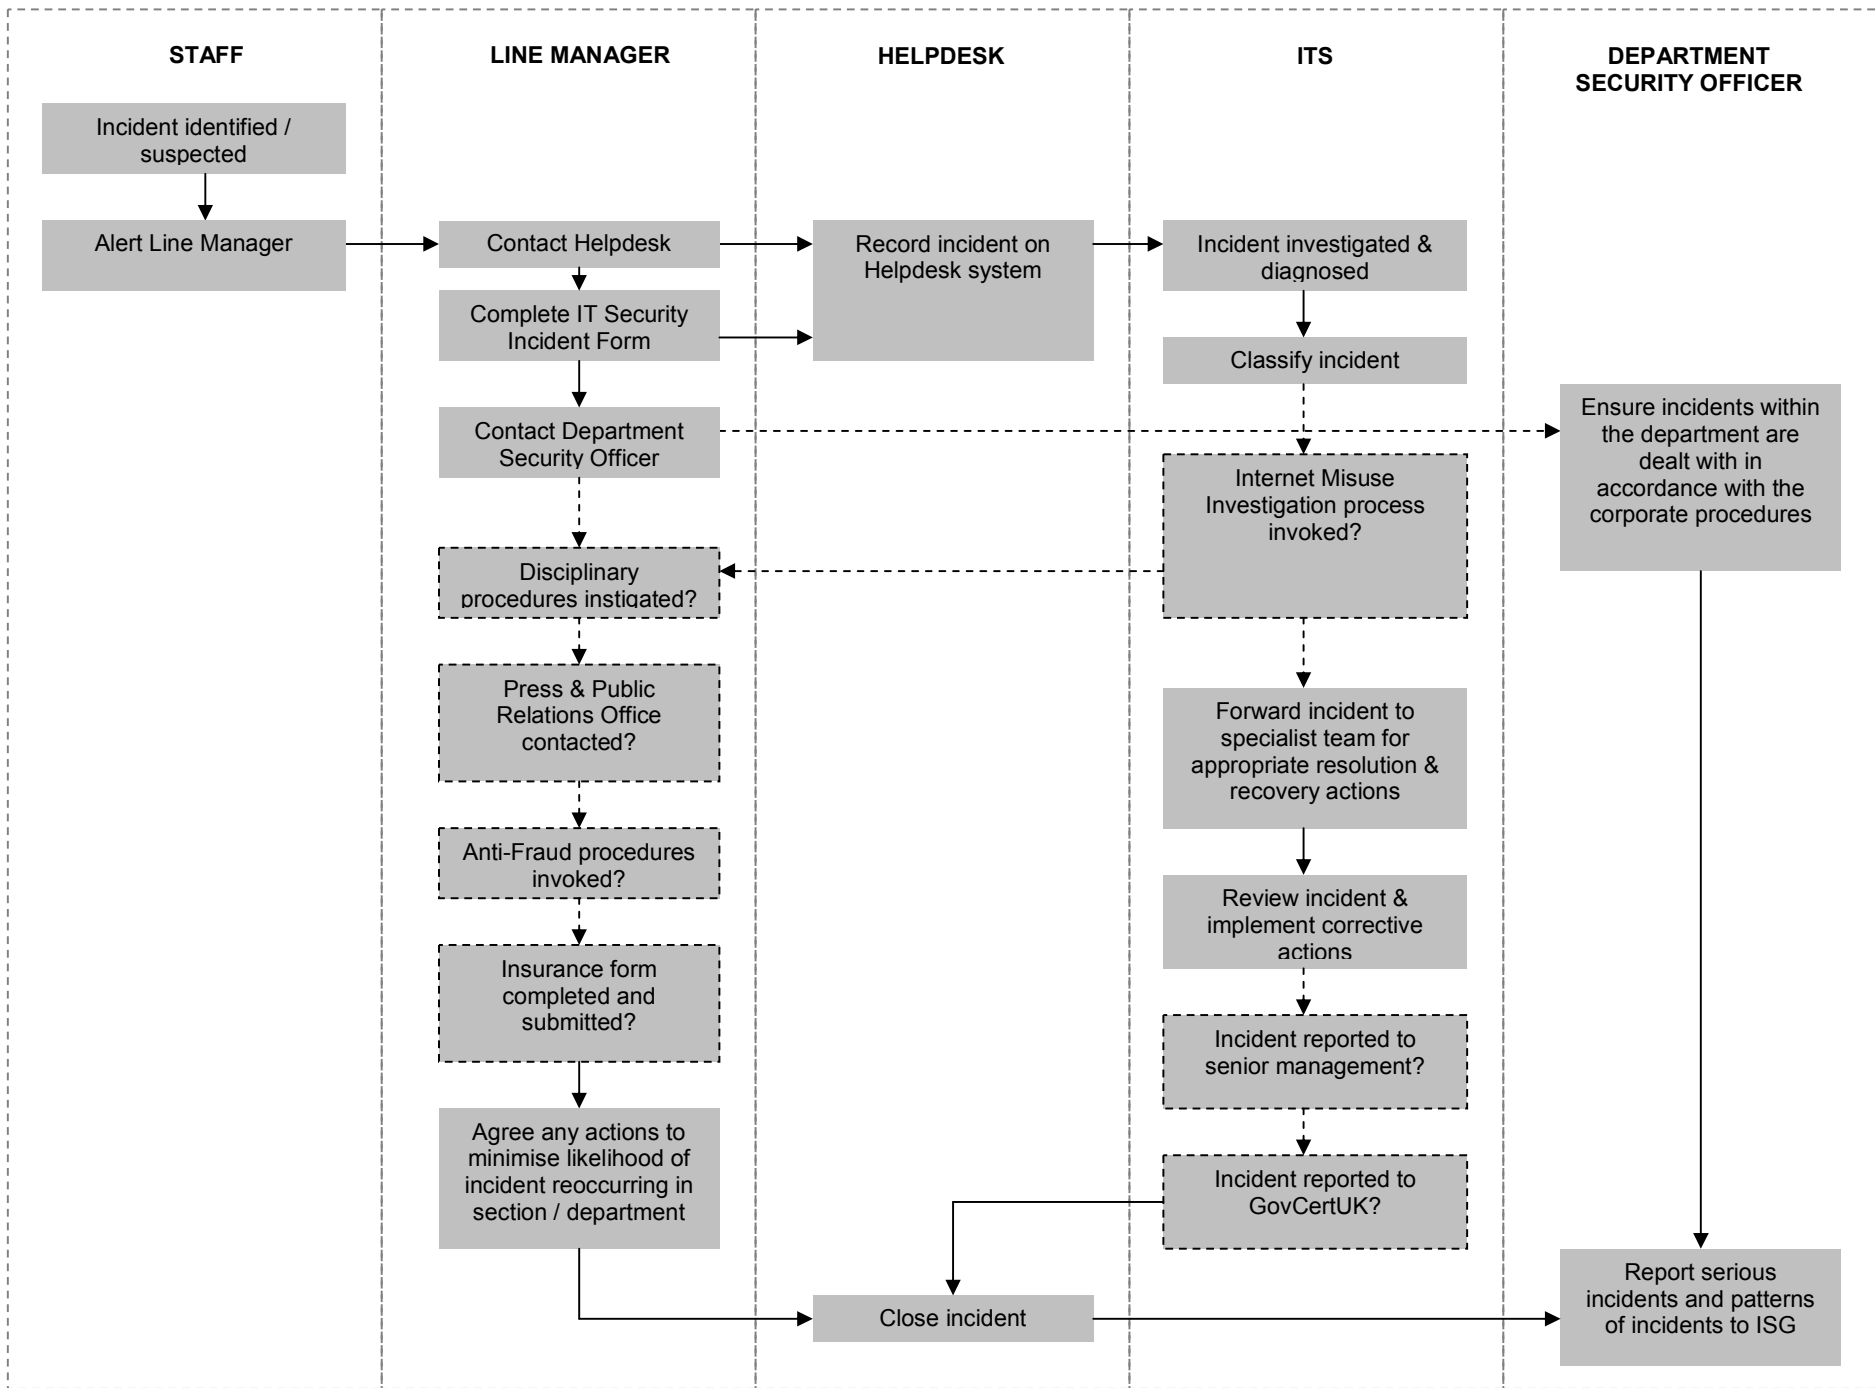 STAFF
LINE MANAGER
HELPDESK
ITS
DEPARTMENT
SECURITY OFFICER
Incident identified /
suspected
Alert Line Manager
Contact Helpdesk
Complete IT Security
Incident Form
Contact Department
Security Officer
Disciplinary
procedures instigated?
Press & Public
Relations Office
contacted?
Anti-Fraud procedures
invoked?
Insurance form
completed and
submitted?
Agree any actions to
minimise likelihood of
incident reoccurring in
section / department
Record incident on
Helpdesk system
Close incident
Incident investigated &
diagnosed
Classify incident
Internet Misuse
Investigation process
invoked?
Forward incident to
specialist team for
appropriate resolution &
recovery actions
Review incident &
implement corrective
actions
Incident reported to
senior management?
Incident reported to
GovCertUK?
Ensure incidents within
the department are
dealt with in
accordance with the
corporate procedures
Report serious
incidents and patterns
of incidents to ISG